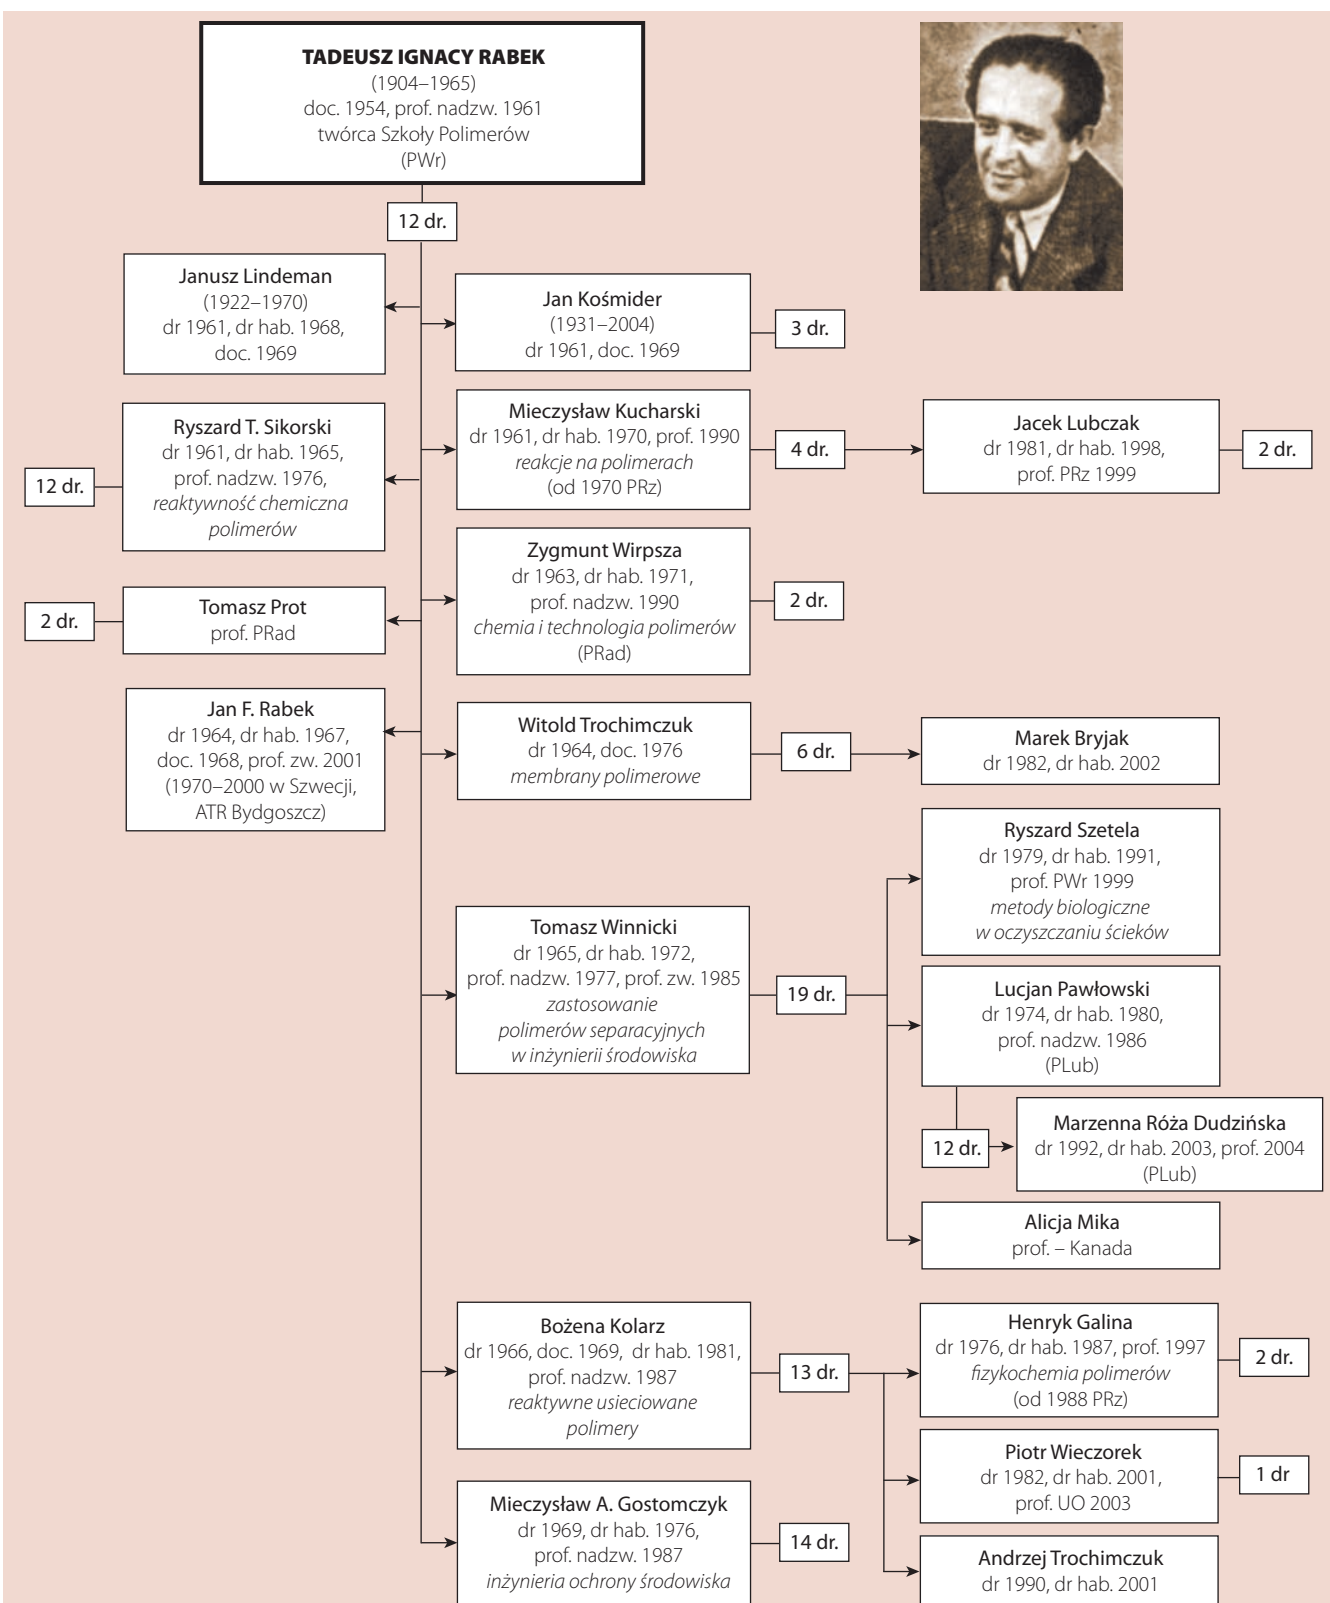 TADEUSZ IGNACY RABEK
(1904–1965)
doc. 1954, prof. nadzw. 1961
twórca Szkoły Polimerów
(PWr)
12 dr.
Janusz Lindeman
(1922–1970)
dr 1961, dr hab. 1968,
doc. 1969
Jan Kośmider
(1931–2004)
dr 1961, doc. 1969
3 dr.
Ryszard T. Sikorski
dr 1961, dr hab. 1965,
prof. nadzw. 1976,
reaktywność chemiczna
polimerów
12 dr.
Mieczysław Kucharski
dr 1961, dr hab. 1970, prof. 1990
reakcje na polimerach
(od 1970 PRz)
4 dr.
Jacek Lubczak
dr 1981, dr hab. 1998,
prof. PRz 1999
2 dr.
Zygmunt Wirpsza
dr 1963, dr hab. 1971,
prof. nadzw. 1990
chemia i technologia polimerów
(PRad)
2 dr.
Tomasz Prot
prof. PRad
2 dr.
Jan F. Rabek
dr 1964, dr hab. 1967,
doc. 1968, prof. zw. 2001
(1970–2000 w Szwecji,
ATR Bydgoszcz)
Witold Trochimczuk
dr 1964, doc. 1976
membrany polimerowe
6 dr.
Marek Bryjak
dr 1982, dr hab. 2002
Tomasz Winnicki
dr 1965, dr hab. 1972,
prof. nadzw. 1977, prof. zw. 1985
zastosowanie
polimerów separacyjnych
w inżynierii środowiska
19 dr.
Ryszard Szetela
dr 1979, dr hab. 1991,
prof. PWr 1999
metody biologiczne
w oczyszczaniu ścieków
Lucjan Pawłowski
dr 1974, dr hab. 1980,
prof. nadzw. 1986
(PLub)
12 dr.
Marzenna Róża Dudzińska
dr 1992, dr hab. 2003, prof. 2004
(PLub)
Alicja Mika
prof. – Kanada
Bożena Kolarz
dr 1966, doc. 1969, dr hab. 1981,
prof. nadzw. 1987
reaktywne usieciowane
polimery
13 dr.
Henryk Galina
dr 1976, dr hab. 1987, prof. 1997
fizykochemia polimerów
(od 1988 PRz)
2 dr.
Piotr Wieczorek
dr 1982, dr hab. 2001,
prof. UO 2003
1 dr
Andrzej Trochimczuk
dr 1990, dr hab. 2001
Mieczysław A. Gostomczyk
dr 1969, dr hab. 1976,
prof. nadzw. 1987
inżynieria ochrony środowiska
14 dr.